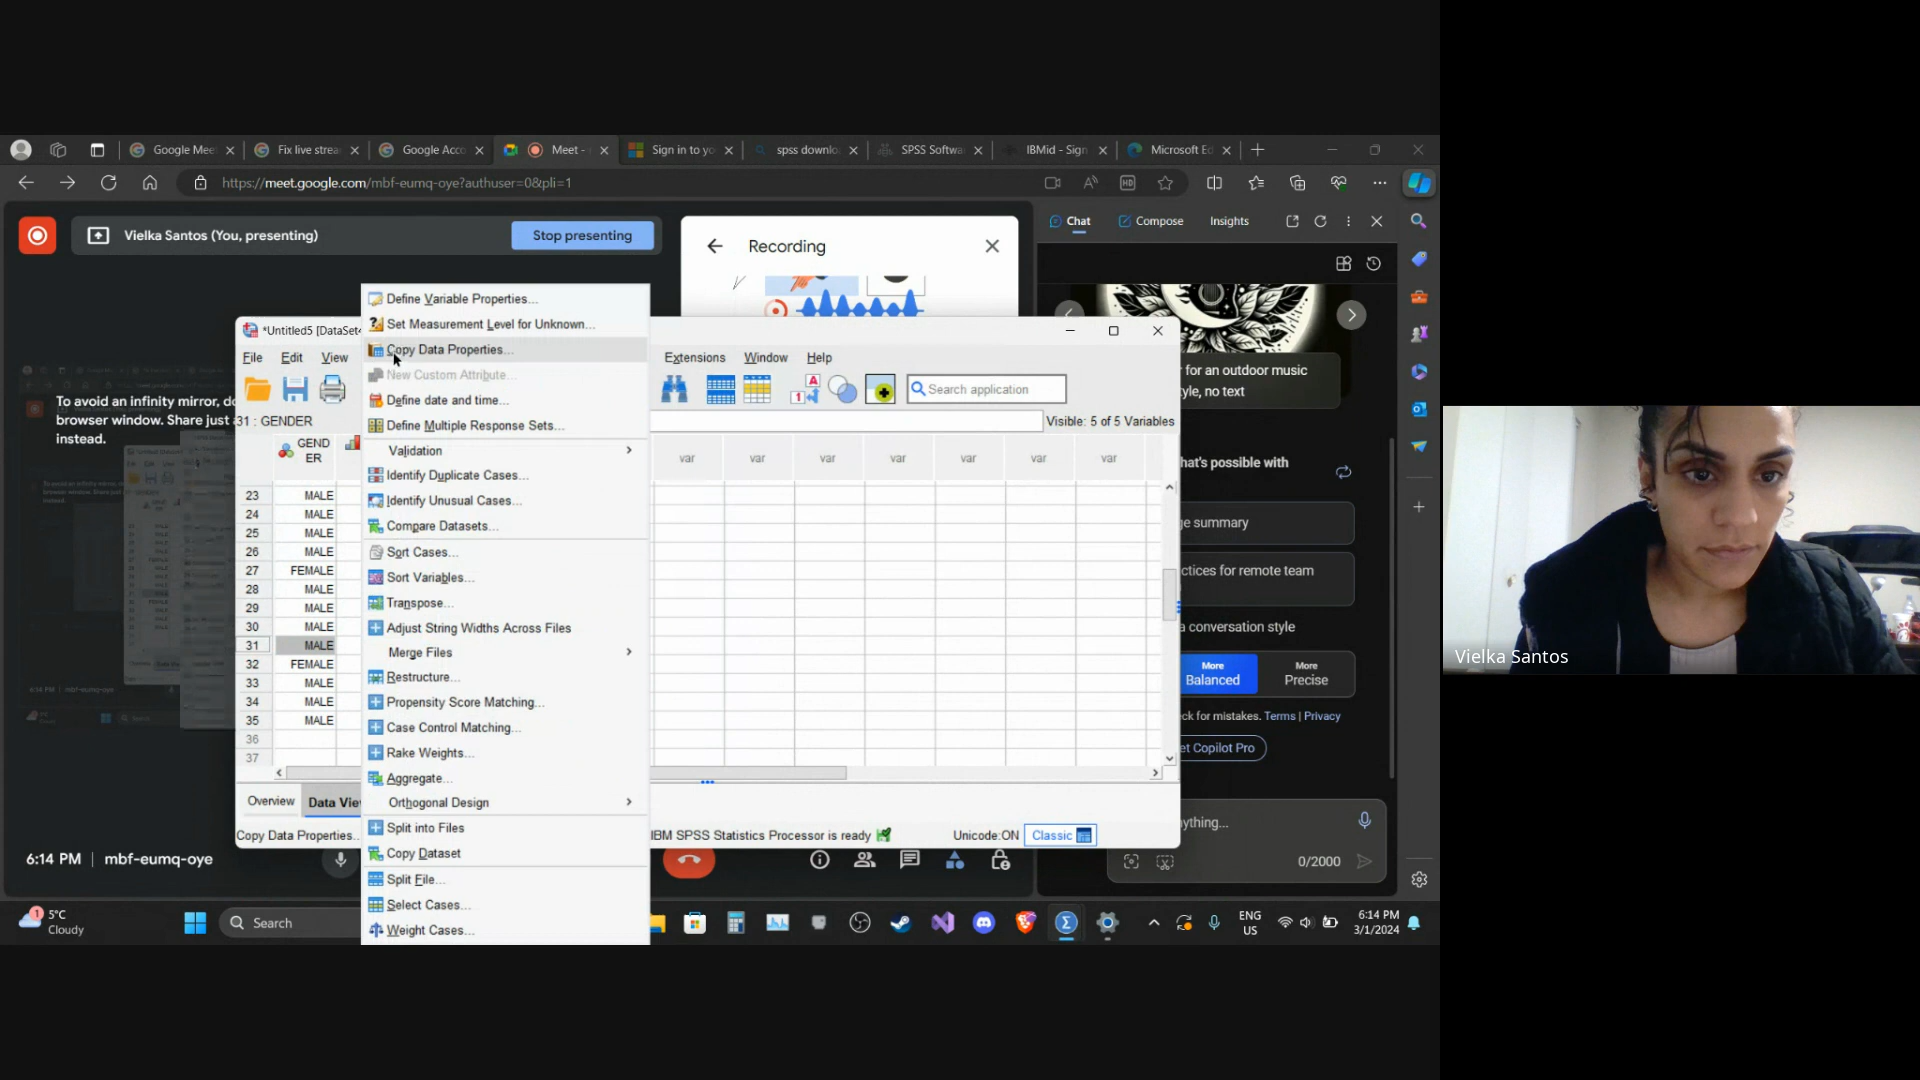 Google Mee
Fix live strea
Google Acco
Meet -
Sign in to yo
spss downlo
SPSS Softwa
IBMid - Sign
Microsoft Ed
https://meet.google.com/mbf-eumq-oye?authuser=0&pli=1
Vielka Santos (You, presenting)
Stop presenting
Recording
Chat
Compose
Insights
To avoid an infinity mirror, do
browser window. Share just a
instead.
6:14 PM | mbf-eumq-oye
*Untitled5 [DataSet4
File Edit View
Extensions Window Help
Search application
31 : GENDER
Visible: 5 of 5 Variables
GEND
ER
var var var var var var var
23 MALE
24 MALE
25 MALE
26 MALE
27 FEMALE
28 MALE
29 MALE
30 MALE
31 MALE
32 FEMALE
33 MALE
34 MALE
35 MALE
36
37
Overview Data Vie
Copy Data Properties...
IBM SPSS Statistics Processor is ready
Unicode:ON
Classic
Define Variable Properties...
Set Measurement Level for Unknown...
Copy Data Properties...
New Custom Attribute...
Define date and time...
Define Multiple Response Sets...
Validation
Identify Duplicate Cases...
Identify Unusual Cases...
Compare Datasets...
Sort Cases...
Sort Variables...
Transpose...
Adjust String Widths Across Files
Merge Files
Restructure...
Propensity Score Matching...
Case Control Matching...
Rake Weights...
Aggregate...
Orthogonal Design
Split into Files
Copy Dataset
Split File...
Select Cases...
Weight Cases...
for an outdoor music
tyle, no text
hat's possible with
ge summary
ctices for remote team
a conversation style
More
Balanced
More
Precise
ck for mistakes. Terms | Privacy
et Copilot Pro
ything...
0/2000
1
5°C
Cloudy
Search
ENG
US
6:14 PM
3/1/2024
Vielka Santos